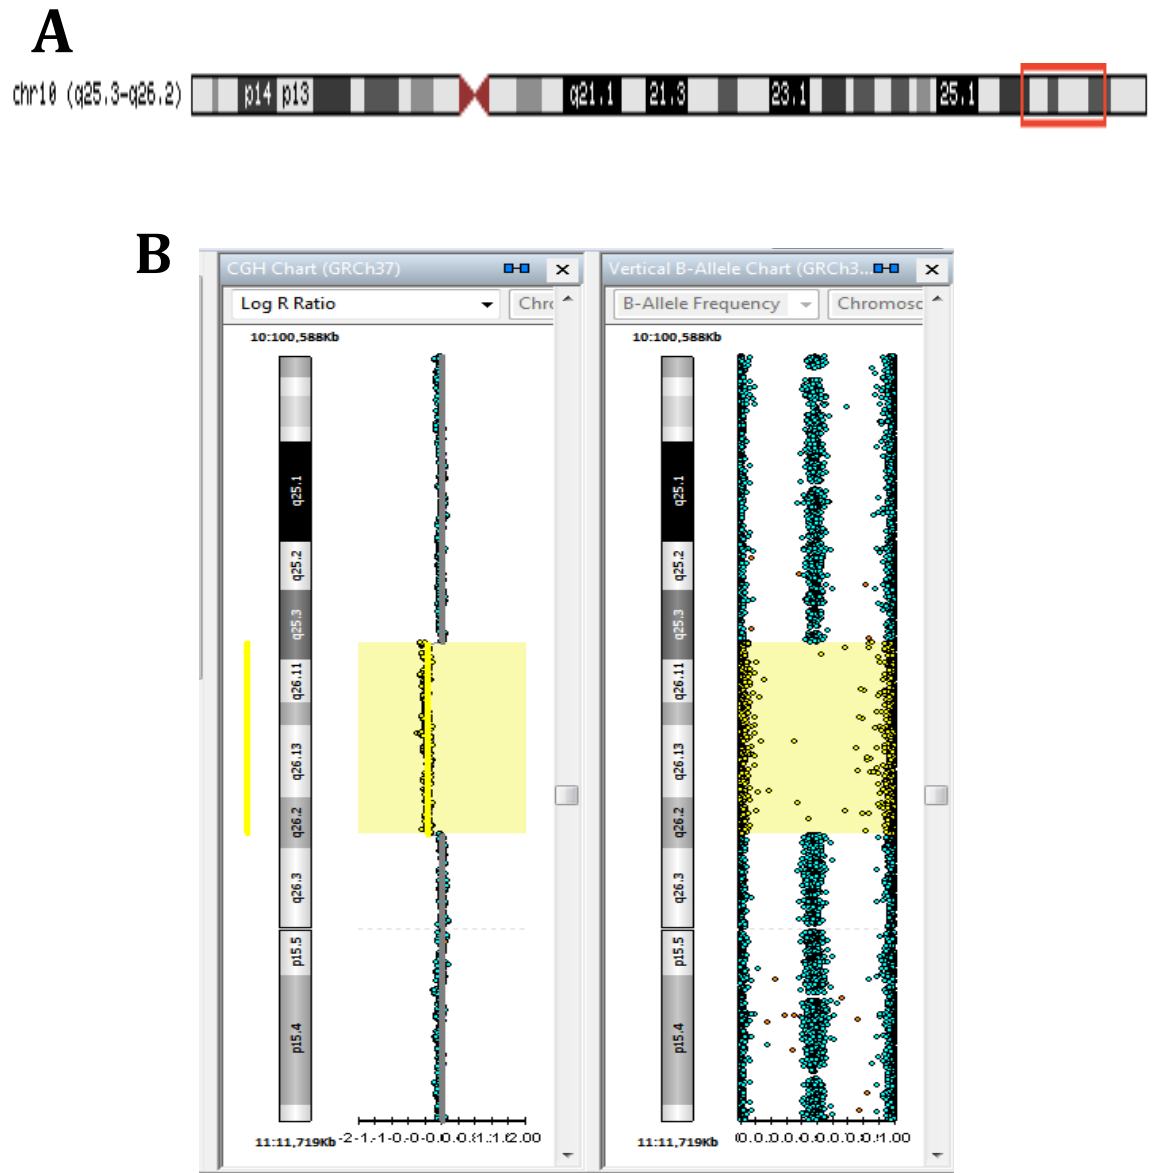 A
chr10 (q25.3-q26.2) p14 p13 q21.1 21.3 23.1 25.1
B
CGH Chart (GRCh37)
Log R Ratio Chro
10:100,588Kb
q25.1
q25.2
q25.3
q26.11
q26.13
q26.2
q26.3
p15.5
p15.4
11:11,719Kb
Vertical B-Allele Chart (GRCh3...
B-Allele Frequency Chromosc
10:100,588Kb
q25.1
q25.2
q25.3
q26.11
q26.13
q26.2
q26.3
p15.5
p15.4
11:11,719Kb